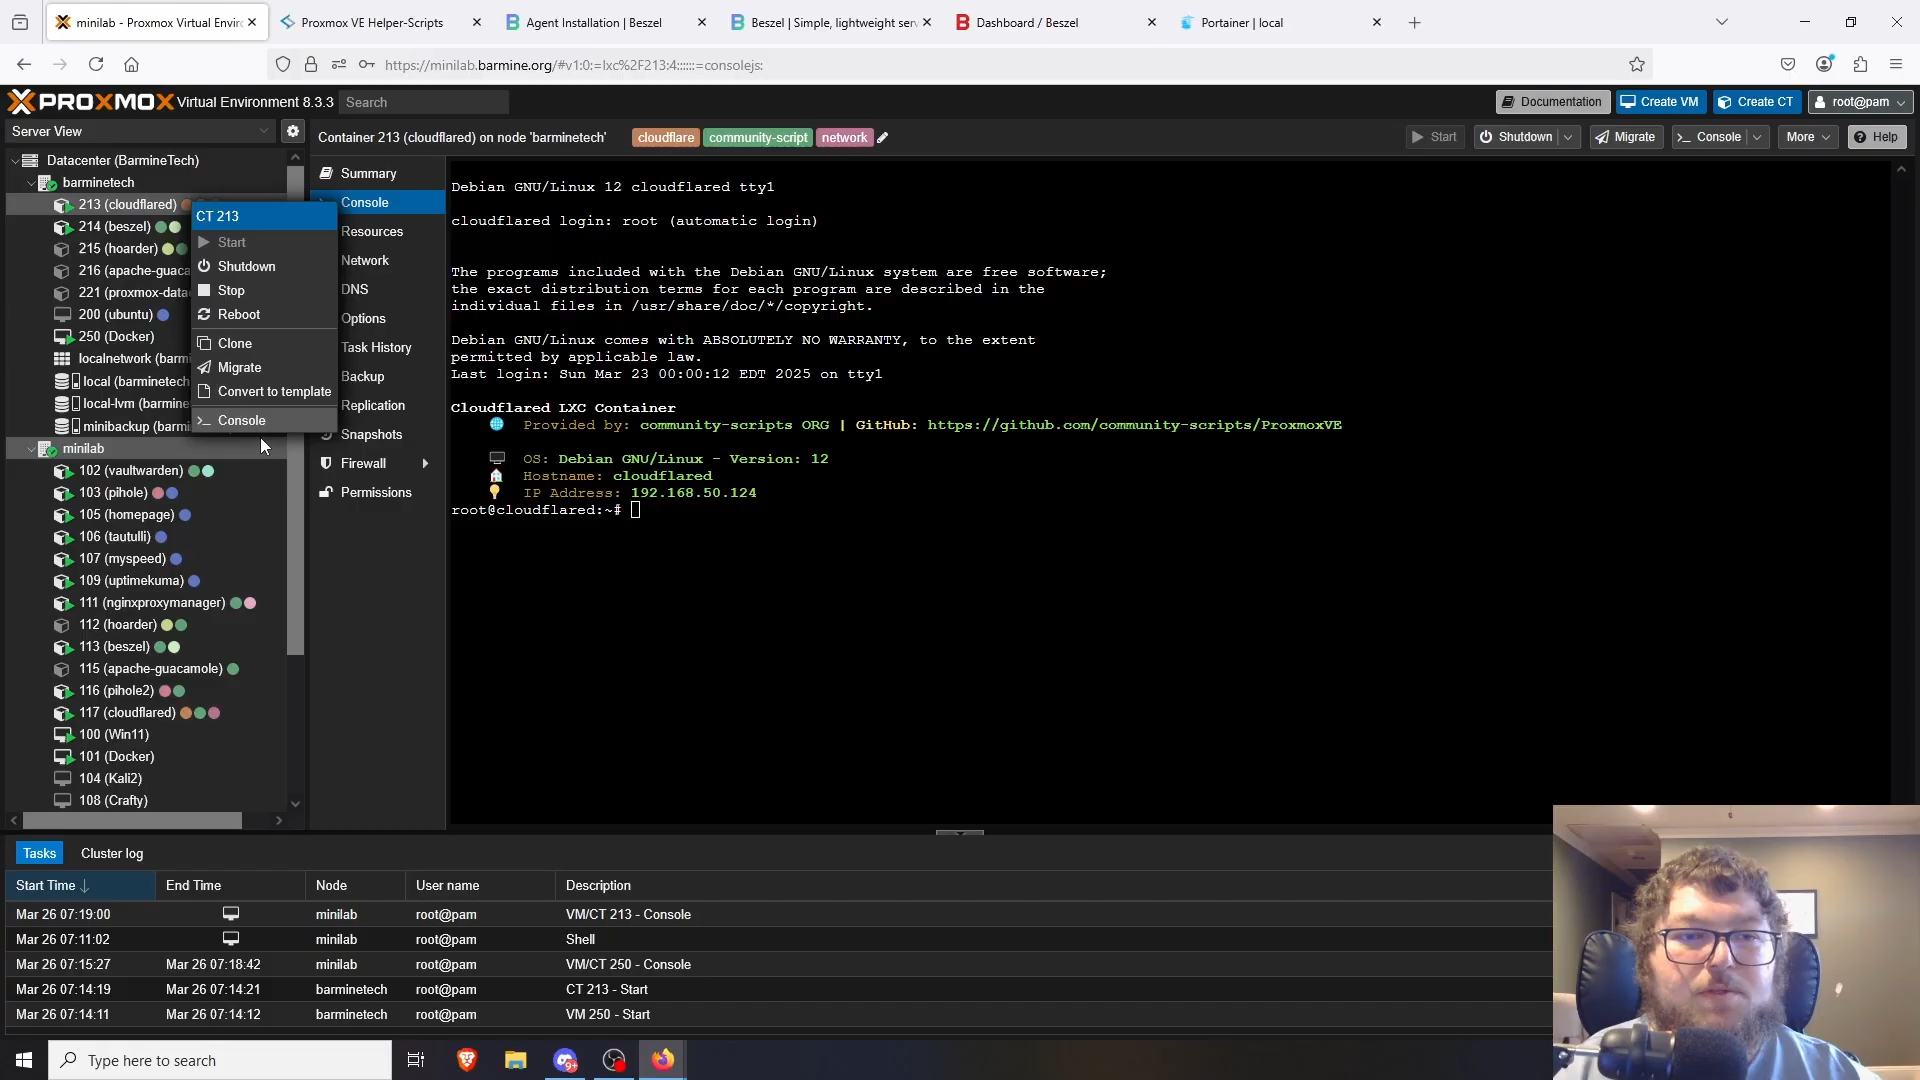 minilab - Proxmox Virtual Envir
Proxmox VE Helper-Scripts
Agent Installation | Beszel
Beszel | Simple, lightweight serv
Dashboard / Beszel
Portainer | local
https://minilab.barmine.org/#v1:0:=lxc%2F213:4::::::=consolejs:
PROXMOX Virtual Environment 8.3.3
Search
Documentation
Create VM
Create CT
root@pam
Server View
Container 213 (cloudflared) on node 'barminetech'
cloudflare
community-script
network
Start
Shutdown
Migrate
Console
More
Help
Datacenter (BarmineTech)
barminetech
213 (cloudflared)
214 (beszel)
215 (hoarder)
216 (apache-guaca
221 (proxmox-datac
200 (ubuntu)
250 (Docker)
localnetwork (barmi
local (barminetech
local-lvm (barmine
minibackup (barmi
minilab
102 (vaultwarden)
103 (pihole)
105 (homepage)
106 (tautulli)
107 (myspeed)
109 (uptimekuma)
111 (nginxproxymanager)
112 (hoarder)
113 (beszel)
115 (apache-guacamole)
116 (pihole2)
117 (cloudflared)
100 (Win11)
101 (Docker)
104 (Kali2)
108 (Crafty)
CT 213
Start
Shutdown
Stop
Reboot
Clone
Migrate
Convert to template
Console
Summary
Console
Resources
Network
DNS
Options
Task History
Backup
Replication
Snapshots
Firewall
Permissions
Debian GNU/Linux 12 cloudflared tty1
cloudflared login: root (automatic login)
The programs included with the Debian GNU/Linux system are free software;
the exact distribution terms for each program are described in the
individual files in /usr/share/doc/*/copyright.
Debian GNU/Linux comes with ABSOLUTELY NO WARRANTY, to the extent
permitted by applicable law.
Last login: Sun Mar 23 00:00:12 EDT 2025 on tty1
Cloudflared LXC Container
Provided by: community-scripts ORG | GitHub: https://github.com/community-scripts/ProxmoxVE
OS: Debian GNU/Linux - Version: 12
Hostname: cloudflared
IP Address: 192.168.50.124
root@cloudflared:~#
Tasks
Cluster log
Start Time
End Time
Node
User name
Description
Mar 26 07:19:00 minilab root@pam VM/CT 213 - Console
Mar 26 07:11:02 minilab root@pam Shell
Mar 26 07:15:27 Mar 26 07:18:42 minilab root@pam VM/CT 250 - Console
Mar 26 07:14:19 Mar 26 07:14:21 barminetech root@pam CT 213 - Start
Mar 26 07:14:11 Mar 26 07:14:12 barminetech root@pam VM 250 - Start
Type here to search